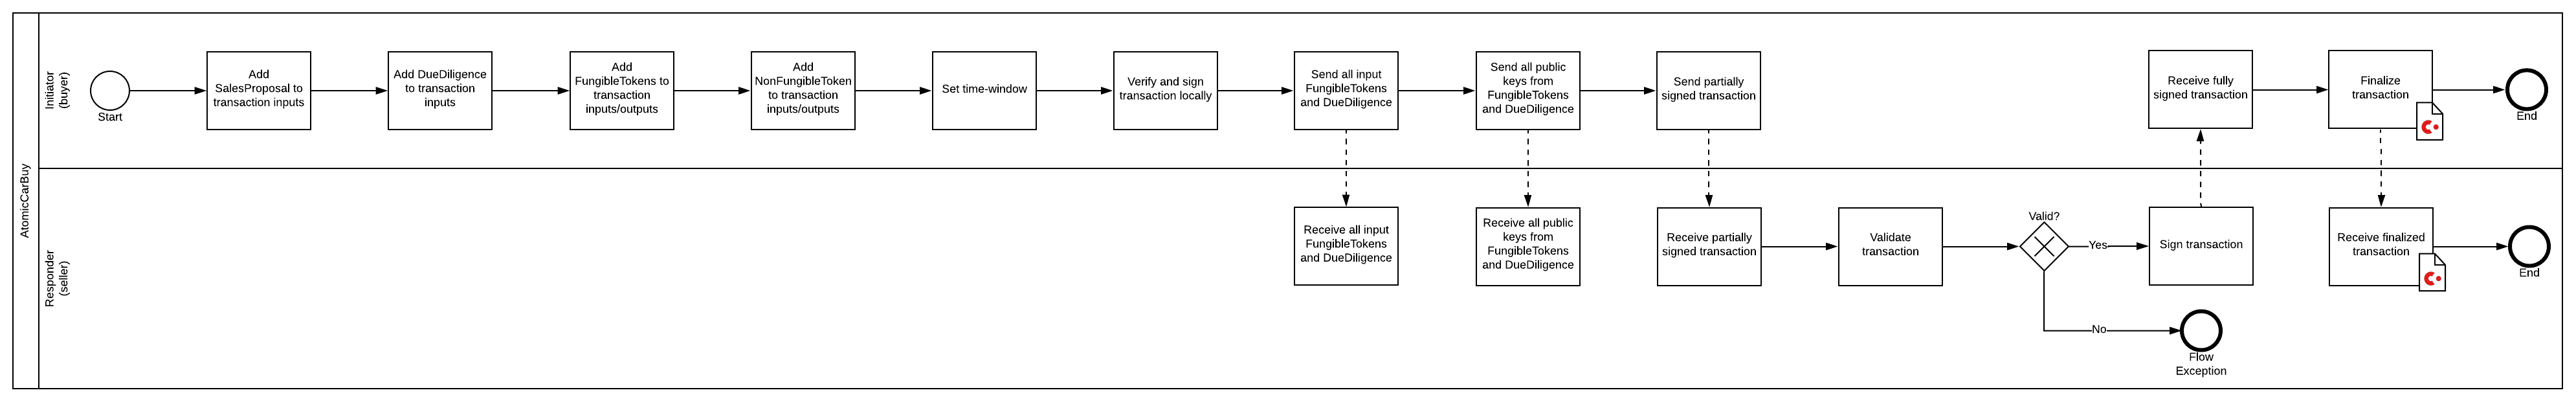 AtomicCarBuy
Initiator
(buyer)
Start
Add
SalesProposal to
transaction inputs
Add DueDiligence
to transaction
inputs
Add
FungibleTokens to
transaction
inputs/outputs
Add
NonFungibleToken
to transaction
inputs/outputs
Set time-window
Verify and sign
transaction locally
Send all input
FungibleTokens
and DueDiligence
Send all public
keys from
FungibleTokens
and DueDiligence
Send partially
signed transaction
Receive fully
signed transaction
Finalize
transaction
End
Responder
(seller)
Receive all input
FungibleTokens
and DueDiligence
Receive all public
keys from
FungibleTokens
and DueDiligence
Receive partially
signed transaction
Validate
transaction
Valid?
Yes
Sign transaction
Receive finalized
transaction
End
No
Flow
Exception